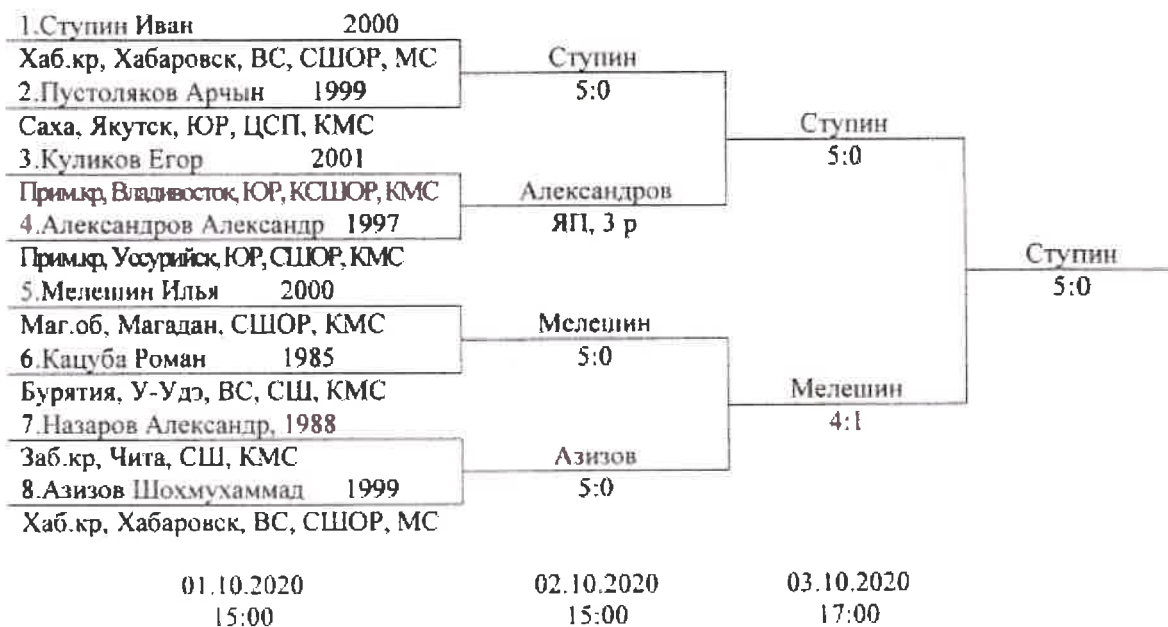 1.Ступин Иван 2000
Хаб.кр, Хабаровск, ВС, СШОР, МС
Ступин
2.Пустоляков Арчын 1999
5:0
Саха, Якутск, ЮР, ЦСП, КМС
Ступин
3.Куликов Егор 2001
5:0
Прим.кр, Владивосток, ЮР, КСШОР, КМС
Александров
4.Александров Александр 1997
ЯП, 3 р
Прим.кр, Уссурийск, ЮР, СШОР, КМС
Ступин
5.Мелешин Илья 2000
5:0
Маг.об, Магадан, СШОР, КМС
Мелешин
6.Кацуба Роман 1985
5:0
Бурятия, У-Удэ, ВС, СШ, КМС
Мелешин
7.Назаров Александр, 1988
4:1
Заб.кр, Чита, СШ, КМС
Азизов
8.Азизов Шохмухаммад 1999
5:0
Хаб.кр, Хабаровск, ВС, СШОР, МС
01.10.2020 02.10.2020 03.10.2020
15:00 15:00 17:00